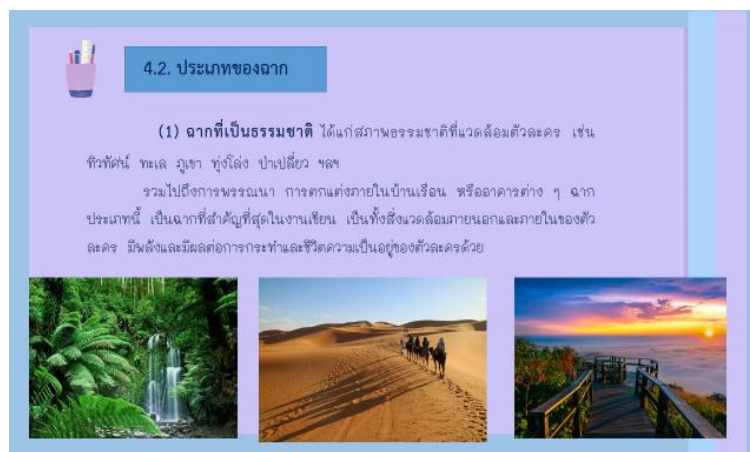 4.2. ประเภทของฉาก
(1) ฉากที่เป็นธรรมชาติ ได้แก่สภาพธรรมชาติที่แวดล้อมตัวละคร เช่น
ทิวทัศน์ ทะเล ภูเขา ทุ่งโล่ง ป่าเปลี่ยว ฯลฯ
รวมไปถึงการพรรณนา การตกแต่งภายในบ้านเรือน หรืออาคารต่าง ๆ ฉาก
ประเภทนี้ เป็นฉากที่สำคัญที่สุดในงานเขียน เป็นทั้งสิ่งแวดล้อมภายนอกและภายในของตัว
ละคร มีพลังและมีผลต่อการกระทำและชีวิตความเป็นอยู่ของตัวละครด้วย